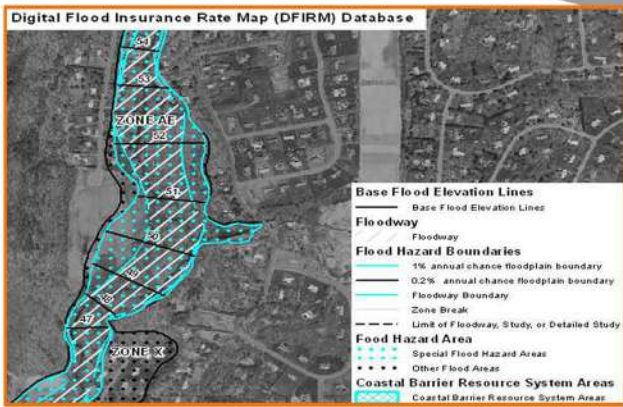 Digital Flood Insurance Rate Map (DFIRM) Database
54
53
ZONE AE
52
51
50
49
48
47
ZONE X
Base Flood Elevation Lines
Base Flood Elevation Lines
Floodway
Floodway
Flood Hazard Boundaries
1% annual chance floodplain boundary
0.2% annual chance floodplain boundary
Floodway Boundary
Zone Break
Limit of Floodway, Study, or Detailed Study
Food Hazard Area
Special Flood Hazard Areas
Other Flood Areas
Coastal Barrier Resource System Areas
Coastal Barrier Resource System Areas